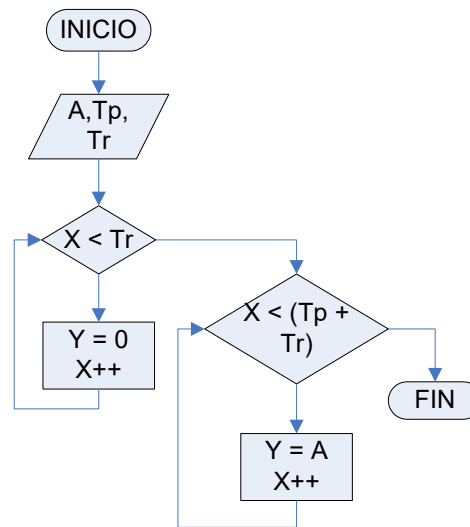 INICIO
A,Tp,
Tr
X < Tr
Y = 0
X++
X < (Tp +
Tr)
FIN
Y = A
X++